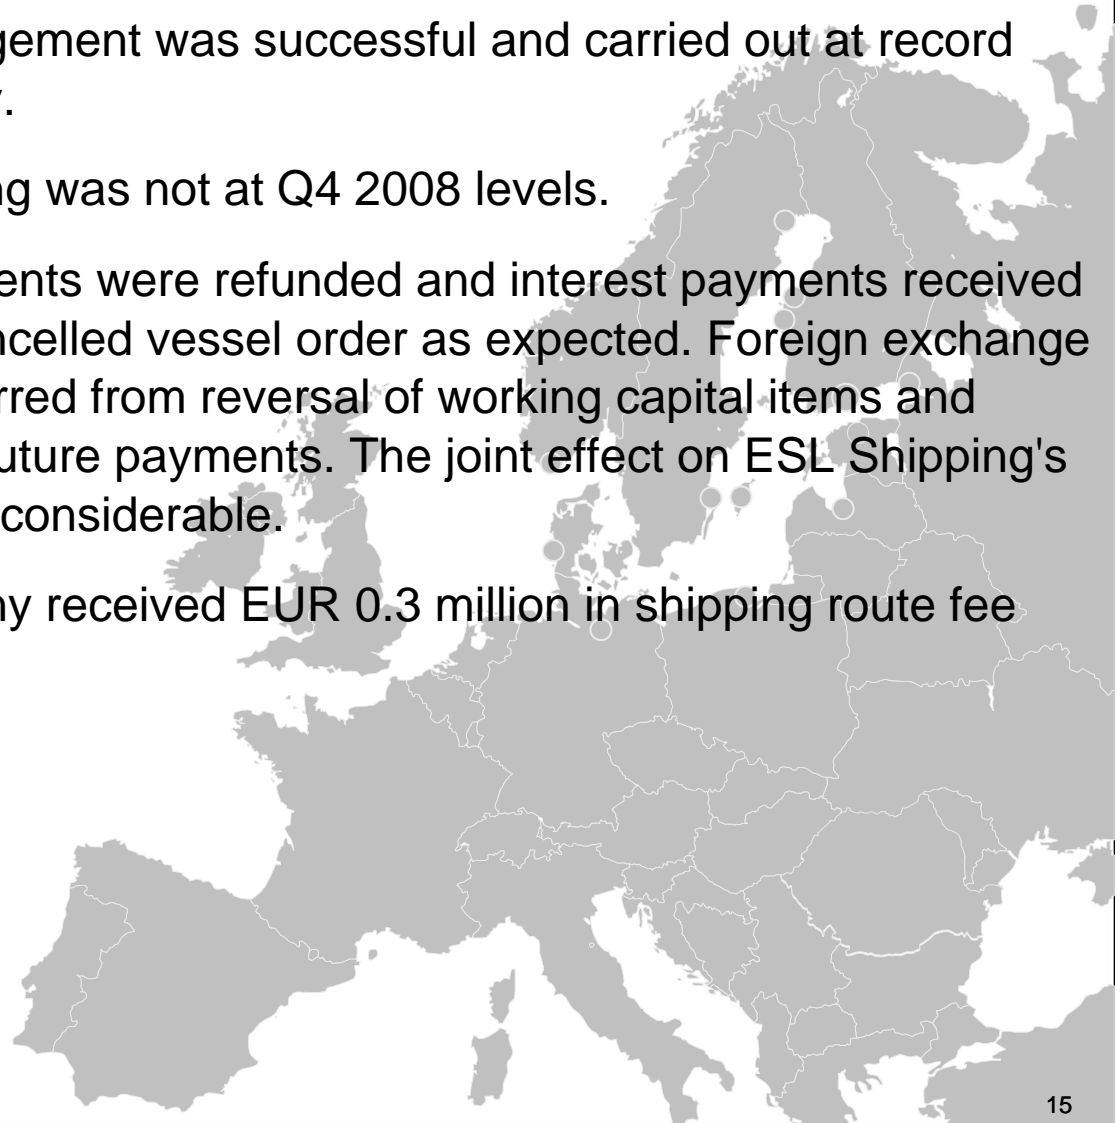 gement was successful and carried out at record
.
ng was not at Q4 2008 levels.
ents were refunded and interest payments received
ncelled vessel order as expected. Foreign exchange
rred from reversal of working capital items and
uture payments. The joint effect on ESL Shipping's
considerable.
ny received EUR 0.3 million in shipping route fee
15